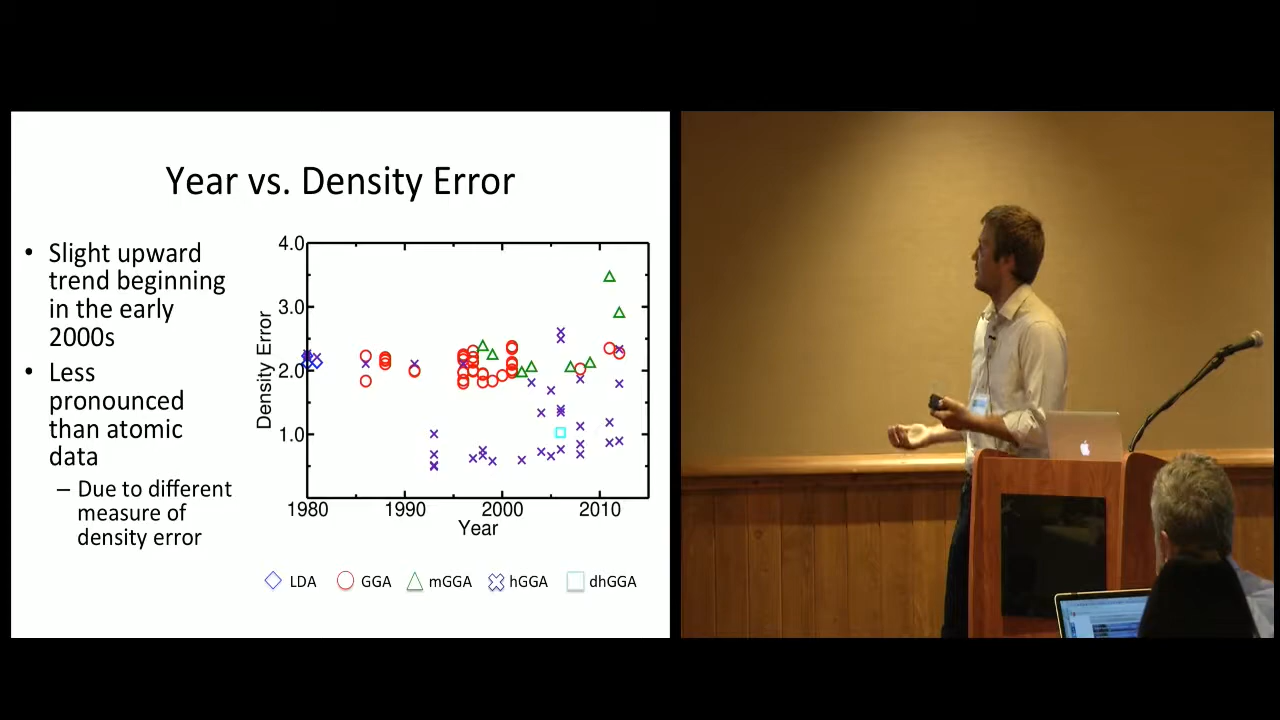 Year vs. Density Error
• Slight upward
trend beginning
in the early
2000s
• Less
pronounced
than atomic
data
– Due to different
measure of
density error
4.0
3.0
2.0
1.0
Density Error
1980 1990 2000 2010
Year
LDA GGA mGGA hGGA dhGGA